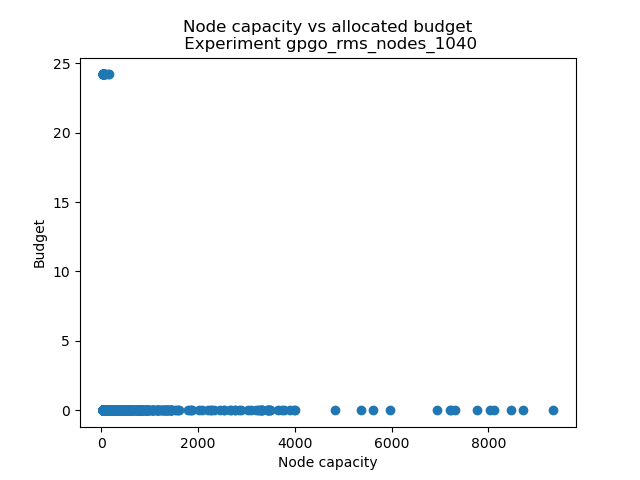 Node capacity vs allocated budget
Experiment gpgo_rms_nodes_1040
25
20
15
10
5
0
Budget
0 2000 4000 6000 8000
Node capacity